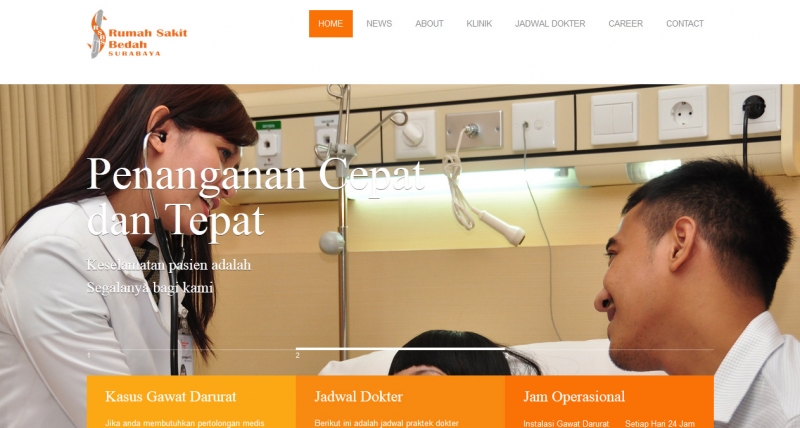 Rumah Sakit
Bedah
SURABAYA
HOME NEWS ABOUT KLINIK JADWAL DOKTER CAREER CONTACT
Penanganan Cepat
dan Tepat
Keselamatan pasien adalah
Segalanya bagi kami
1 2 3
Kasus Gawat Darurat
Jika anda membutuhkan pertolongan medis
Jadwal Dokter
Berikut ini adalah jadwal praktek dokter
Jam Operasional
Instalasi Gawat Darurat Setiap Hari 24 Jam